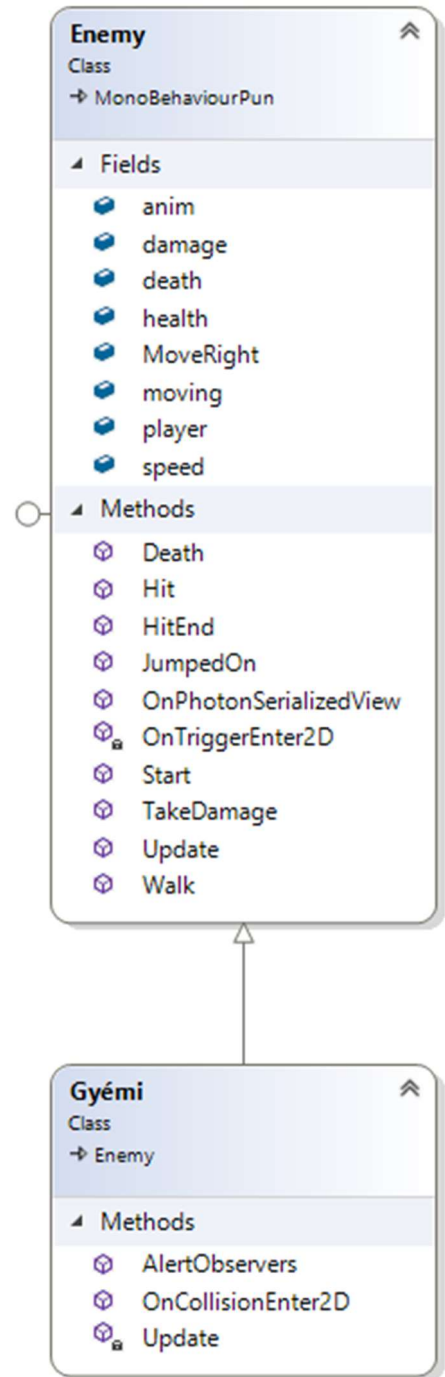 Enemy
Class
MonoBehaviourPun
Fields
anim
damage
death
health
MoveRight
moving
player
speed
Methods
Death
Hit
HitEnd
JumpedOn
OnPhotonSerializedView
OnTriggerEnter2D
Start
TakeDamage
Update
Walk
Gyémi
Class
Enemy
Methods
AlertObservers
OnCollisionEnter2D
Update